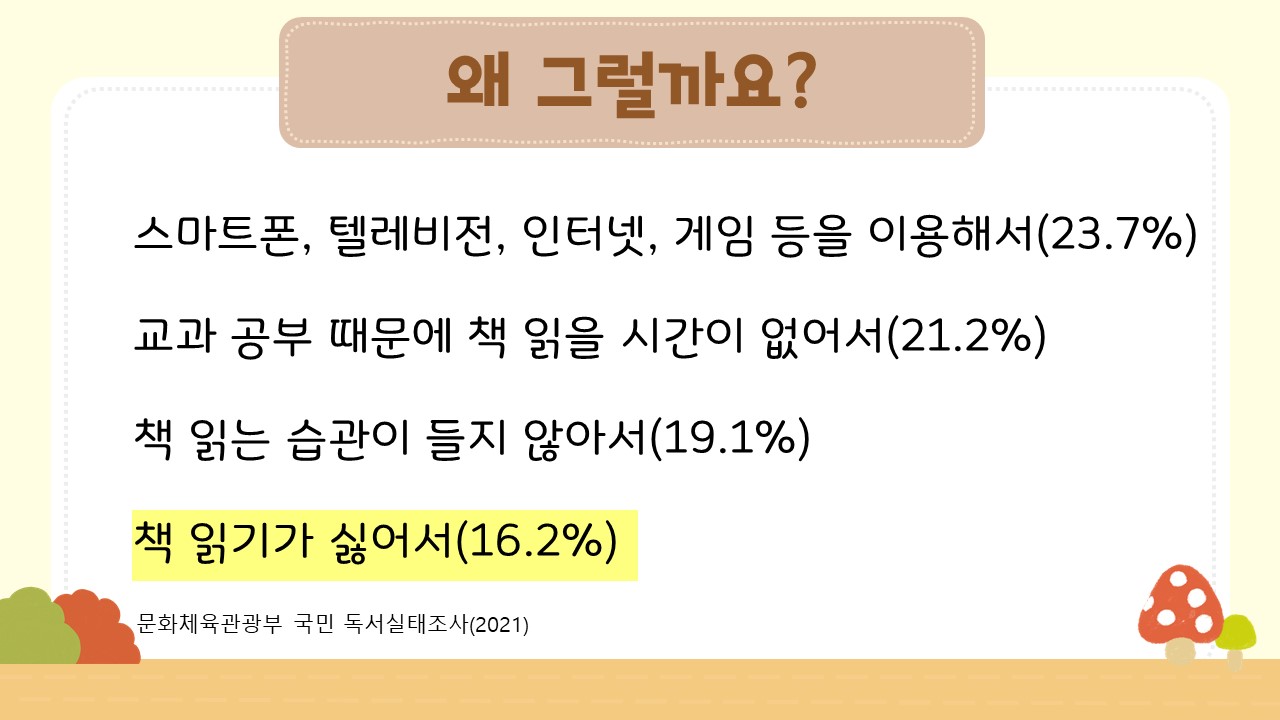 왜 그럴까요?
스마트폰, 텔레비전, 인터넷, 게임 등을 이용해서(23.7%)
교과 공부 때문에 책 읽을 시간이 없어서(21.2%)
책 읽는 습관이 들지 않아서(19.1%)
책 읽기가 싫어서(16.2%)
문화체육관광부 국민 독서실태조사(2021)